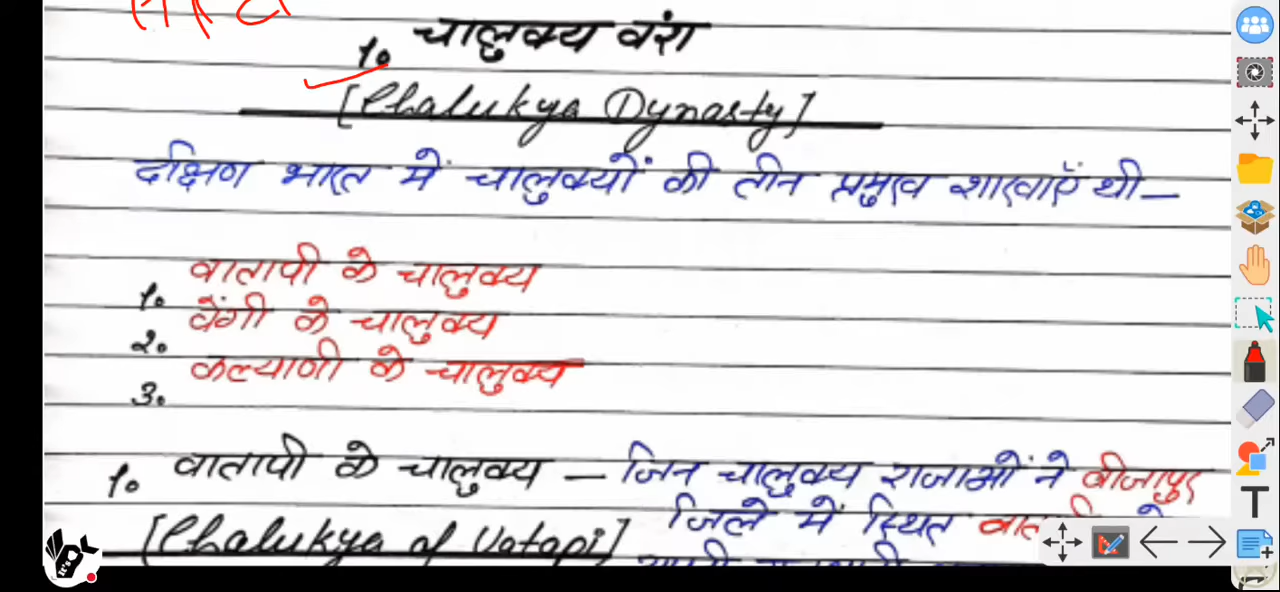 1. चालुक्य वंश
[Chalukya Dynasty]
दक्षिण भारत में चालुक्यों की तीन प्रमुख शाखाएँ थी –
1. वातापी के चालुक्य
2. वेंगी के चालुक्य
3. कल्याणी के चालुक्य
1. वातापी के चालुक्य – जिन चालुक्य राजाओं ने बीजापुर
[Chalukya of Vatapi] जिले में स्थित